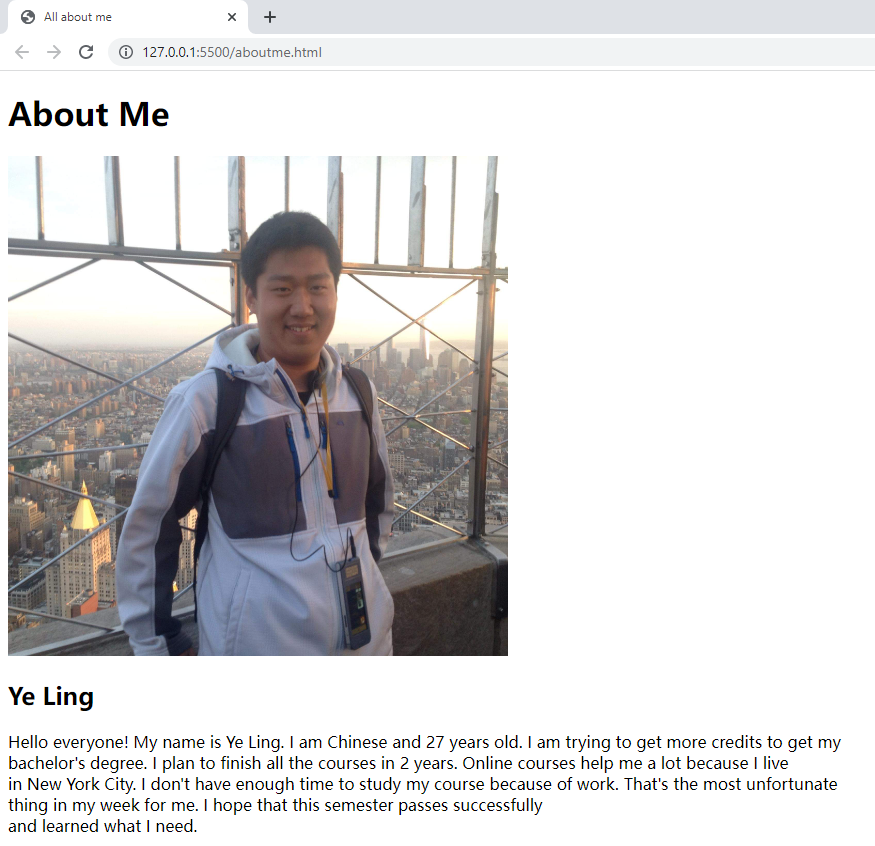 All about me
127.0.0.1:5500/aboutme.html
About Me
Ye Ling
Hello everyone! My name is Ye Ling. I am Chinese and 27 years old. I am trying to get more credits to get my
bachelor's degree. I plan to finish all the courses in 2 years. Online courses help me a lot because I live
in New York City. I don't have enough time to study my course because of work. That's the most unfortunate
thing in my week for me. I hope that this semester passes successfully
and learned what I need.